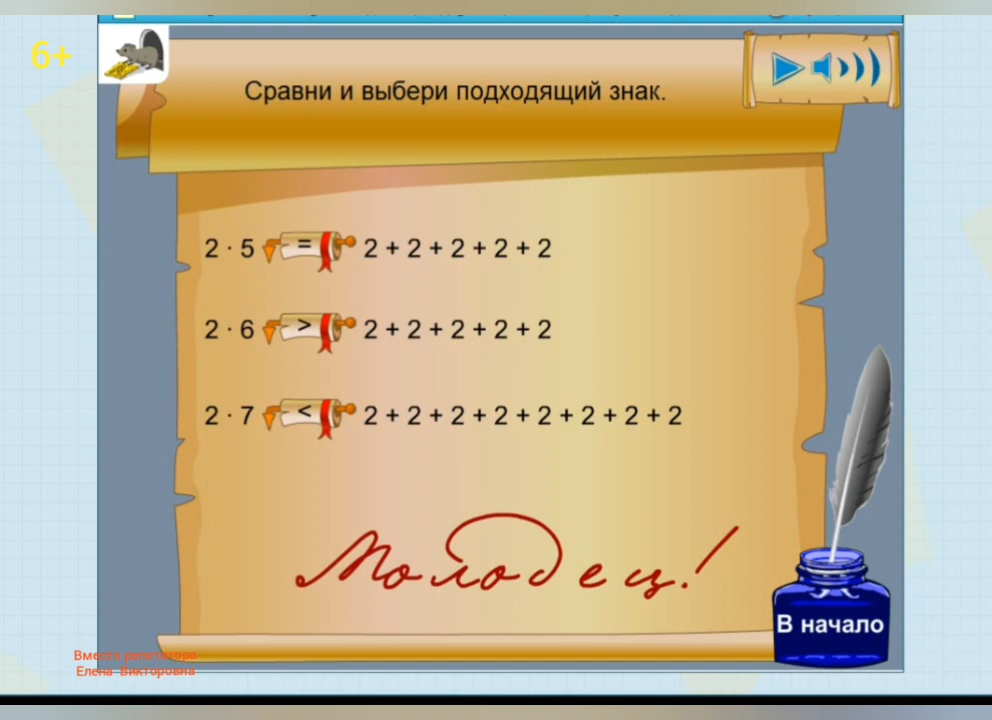 6+
Сравни и выбери подходящий знак.
2 · 5 = 2 + 2 + 2 + 2 + 2
2 · 6 > 2 + 2 + 2 + 2 + 2
2 · 7 < 2 + 2 + 2 + 2 + 2 + 2 + 2 + 2
Молодец!
В начало
Вместо репетитора
Елена Викторовна